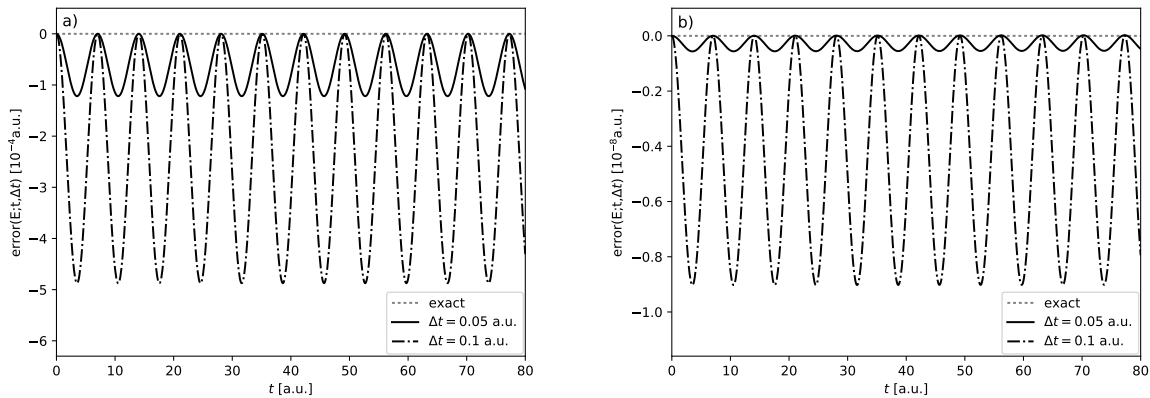 a)
error(E;t,Δt) [10⁻⁴ a.u.]
0
−1
−2
−3
−4
−5
−6
0 10 20 30 40 50 60 70 80
t [a.u.]
exact
Δt = 0.05 a.u.
Δt = 0.1 a.u.
b)
error(E;t,Δt) [10⁻⁸ a.u.]
0.0
−0.2
−0.4
−0.6
−0.8
−1.0
0 10 20 30 40 50 60 70 80
t [a.u.]
exact
Δt = 0.05 a.u.
Δt = 0.1 a.u.